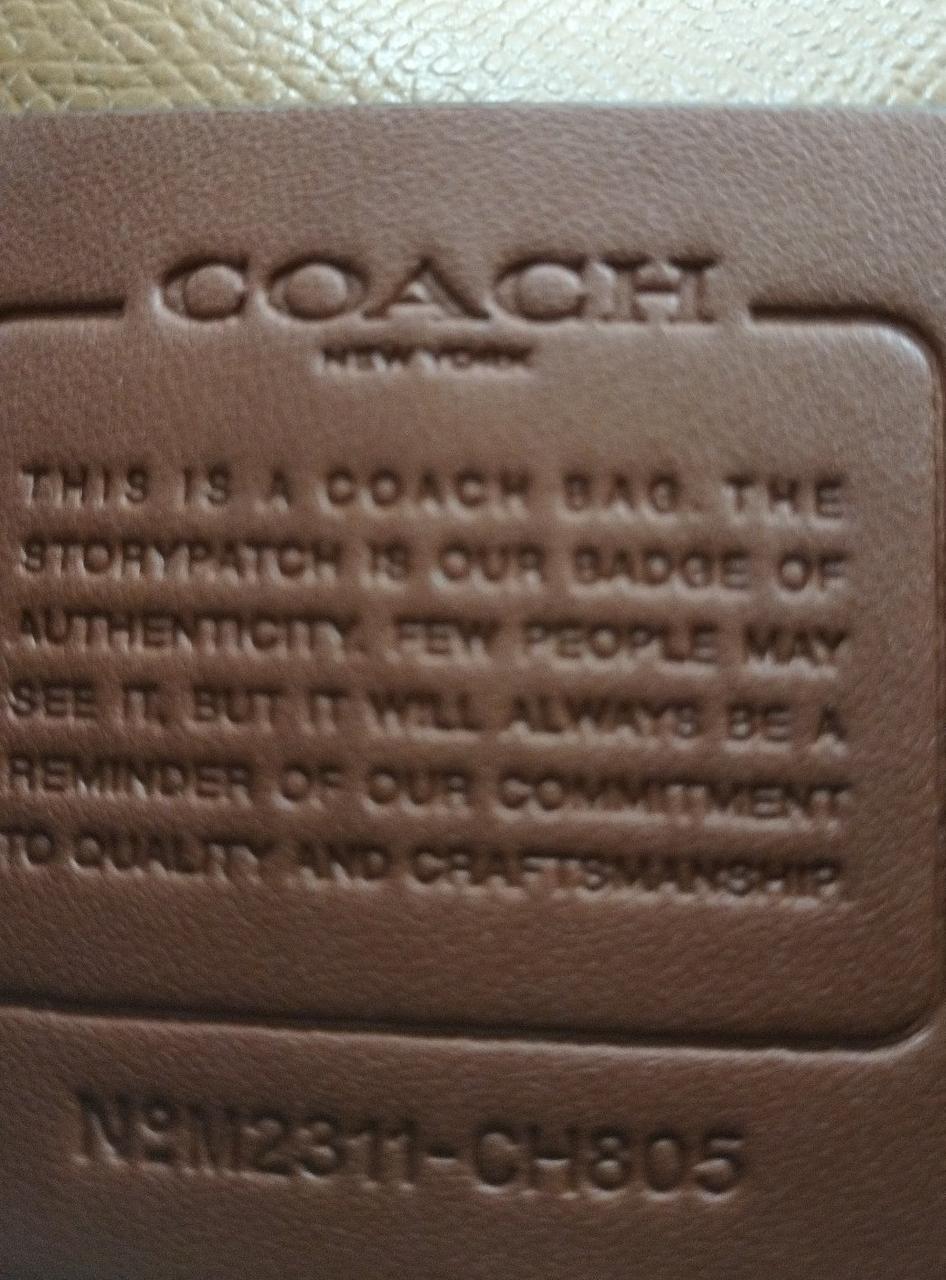 COACH
NEW YORK
THIS IS A COACH BAG. THE
STORYPATCH IS OUR BADGE OF
AUTHENTICITY. FEW PEOPLE MAY
SEE IT, BUT IT WILL ALWAYS BE A
REMINDER OF OUR COMMITMENT
TO QUALITY AND CRAFTSMANSHIP.
NºM2311-CH805